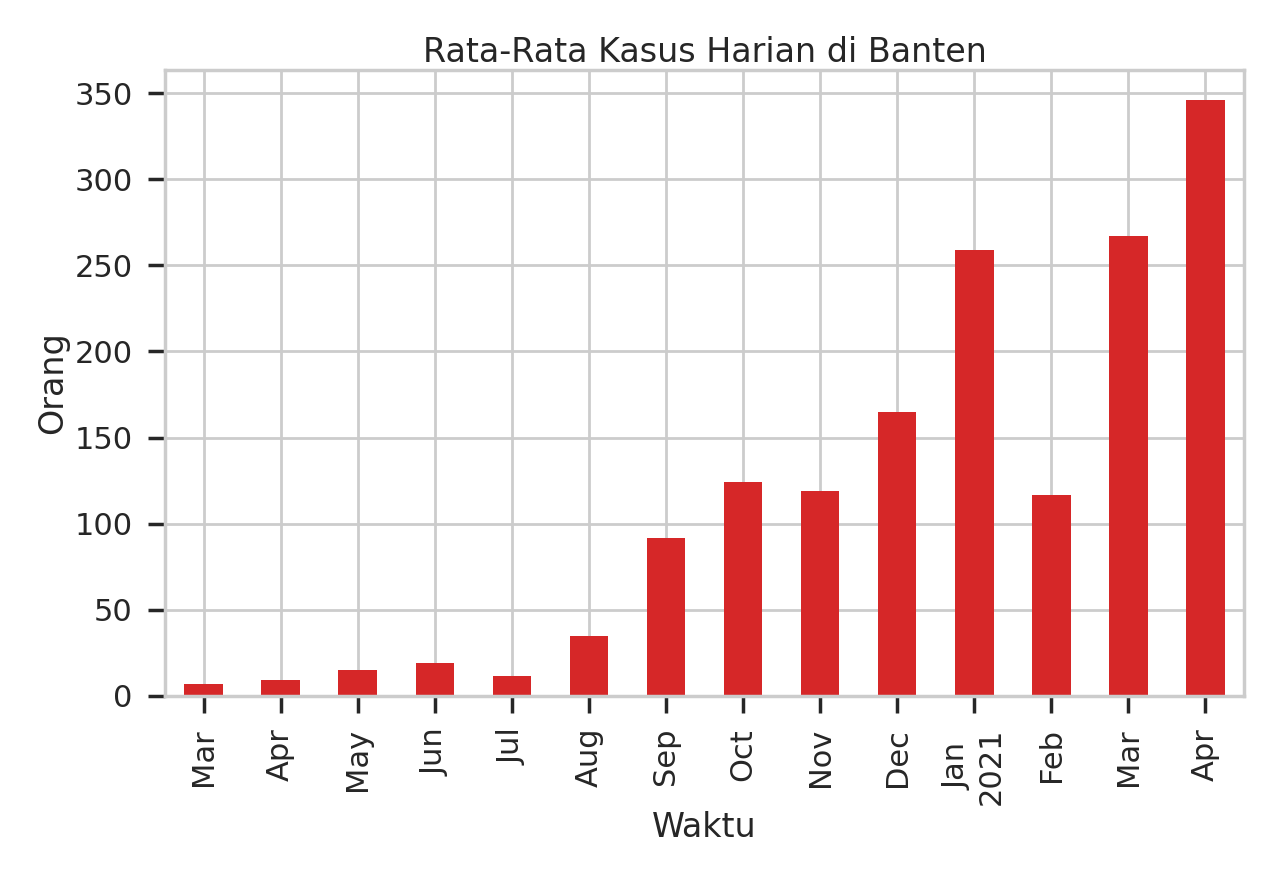 Rata-Rata Kasus Harian di Banten
350
300
250
200
150
100
50
0
Orang
Mar
Apr
May
Jun
Jul
Aug
Sep
Oct
Nov
Dec
Jan
2021
Feb
Mar
Apr
Waktu